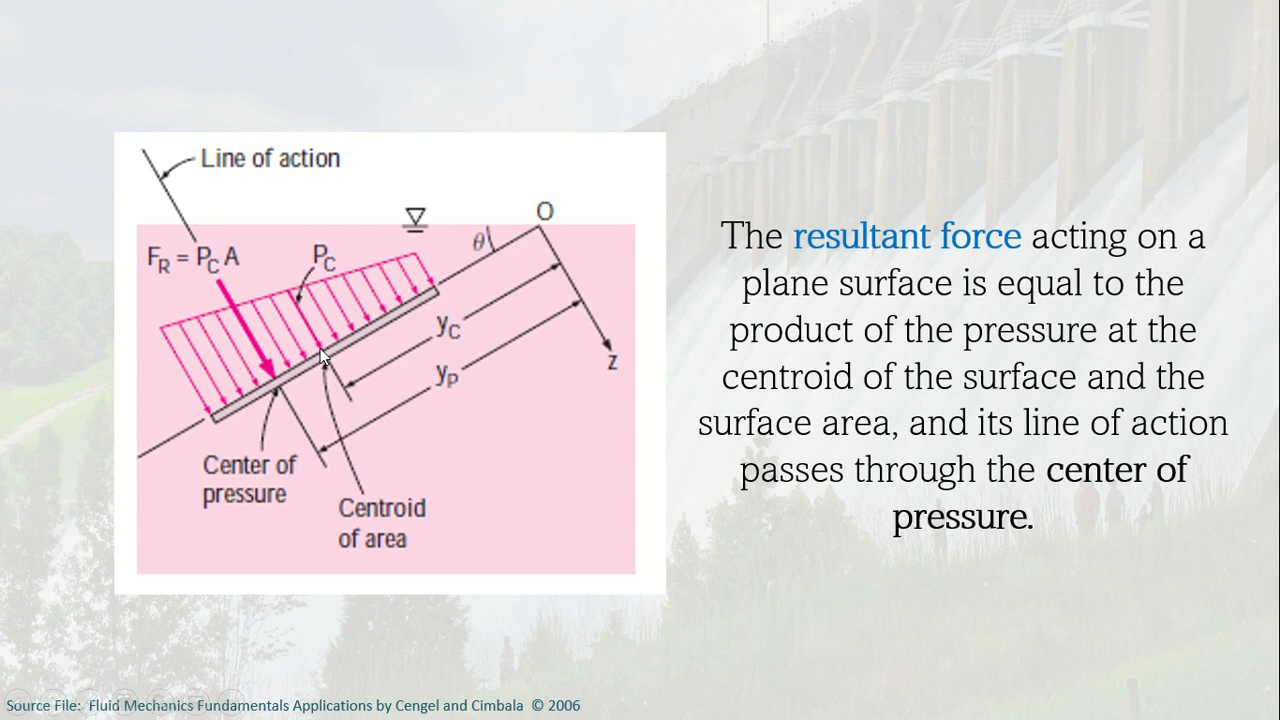 Line of action
O
θ
F_R = P_C A
P_C
y_C
y_P
z
Center of
pressure
Centroid
of area
The resultant force acting on a
plane surface is equal to the
product of the pressure at the
centroid of the surface and the
surface area, and its line of action
passes through the center of
pressure.
Source File: Fluid Mechanics Fundamentals Applications by Cengel and Cimbala © 2006